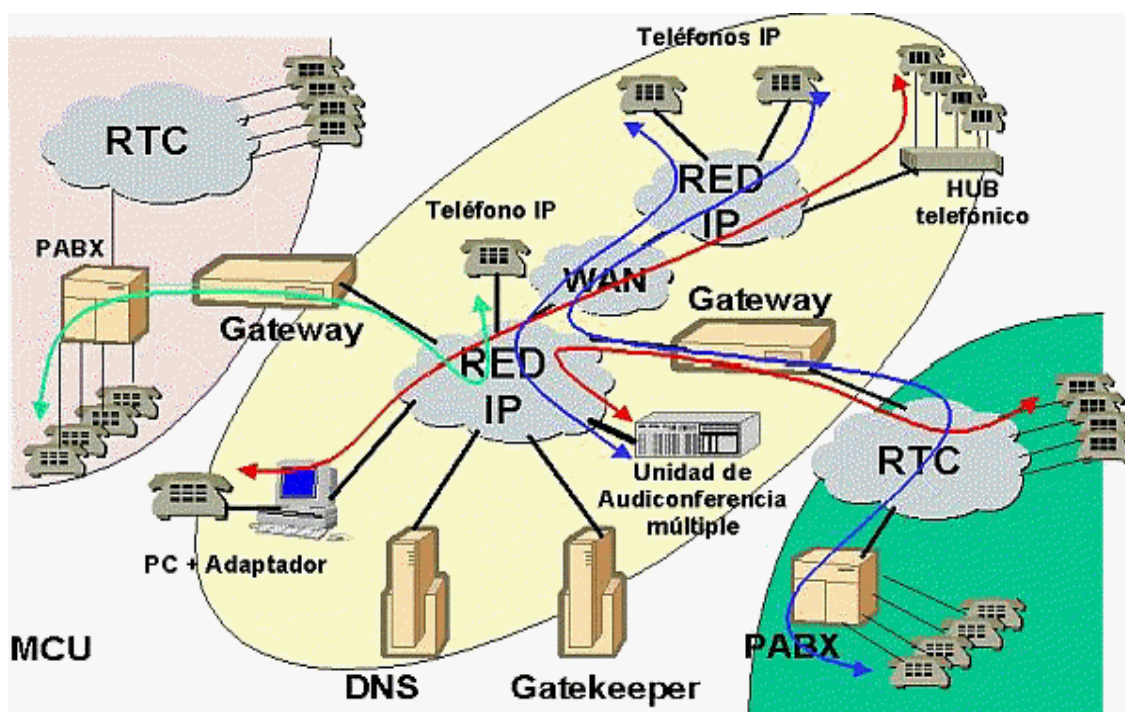 Teléfonos IP
RTC
RED
IP
HUB
telefónico
Teléfono IP
PABX
WAN
Gateway
Gateway
RED
IP
RTC
Unidad de
Audiconferencia
múltiple
PC + Adaptador
PABX
MCU
DNS
Gatekeeper